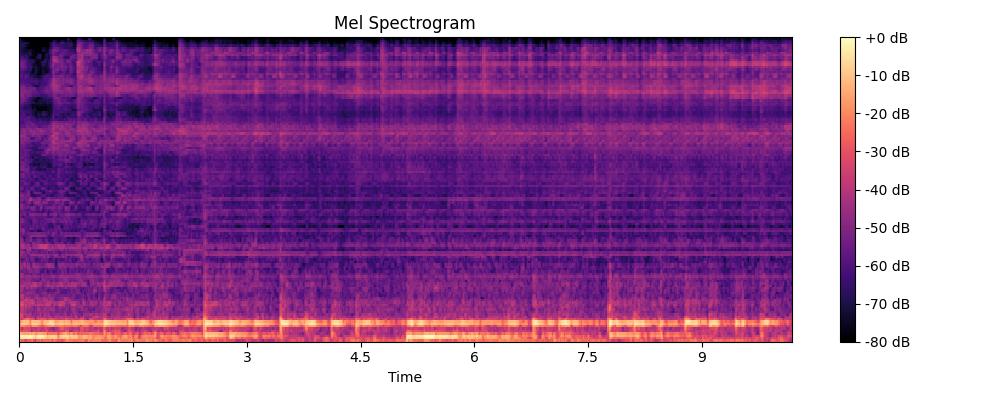 Mel Spectrogram
+0 dB
-10 dB
-20 dB
-30 dB
-40 dB
-50 dB
-60 dB
-70 dB
-80 dB
0 1.5 3 4.5 6 7.5 9
Time